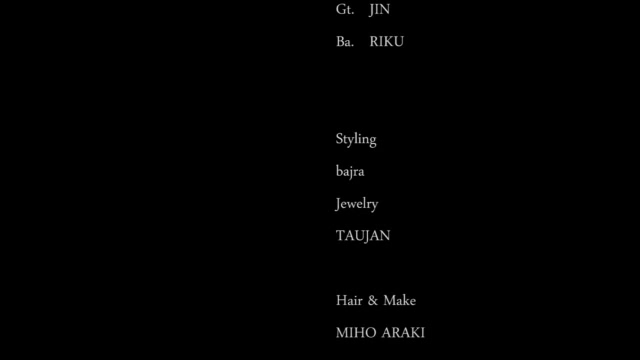 Gt. JIN
Ba. RIKU
Styling
bajra
Jewelry
TAUJAN
Hair & Make
MIHO ARAKI